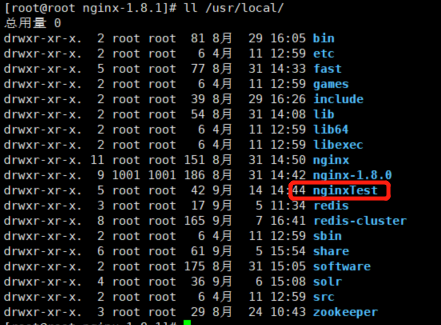 [root@root nginx-1.8.1]# ll /usr/local/
总用量 0
drwxr-xr-x. 2 root root 81 8月 29 16:05 bin
drwxr-xr-x. 2 root root 6 4月 11 12:59 etc
drwxr-xr-x. 5 root root 77 8月 31 14:33 fast
drwxr-xr-x. 2 root root 6 4月 11 12:59 games
drwxr-xr-x. 2 root root 39 8月 29 16:26 include
drwxr-xr-x. 2 root root 54 8月 31 14:08 lib
drwxr-xr-x. 2 root root 6 4月 11 12:59 lib64
drwxr-xr-x. 2 root root 6 4月 11 12:59 libexec
drwxr-xr-x. 11 root root 151 8月 31 14:50 nginx
drwxr-xr-x. 9 1001 1001 186 8月 31 14:42 nginx-1.8.0
drwxr-xr-x. 5 root root 42 9月 14 14:44 nginxTest
drwxr-xr-x. 3 root root 17 9月 5 11:34 redis
drwxr-xr-x. 8 root root 165 9月 7 16:41 redis-cluster
drwxr-xr-x. 2 root root 6 4月 11 12:59 sbin
drwxr-xr-x. 6 root root 61 9月 5 15:54 share
drwxr-xr-x. 2 root root 175 8月 31 15:05 software
drwxr-xr-x. 4 root root 36 9月 6 15:08 solr
drwxr-xr-x. 2 root root 6 4月 11 12:59 src
drwxr-xr-x. 3 root root 29 8月 24 10:43 zookeeper
[root@root nginx-1.8.1]#